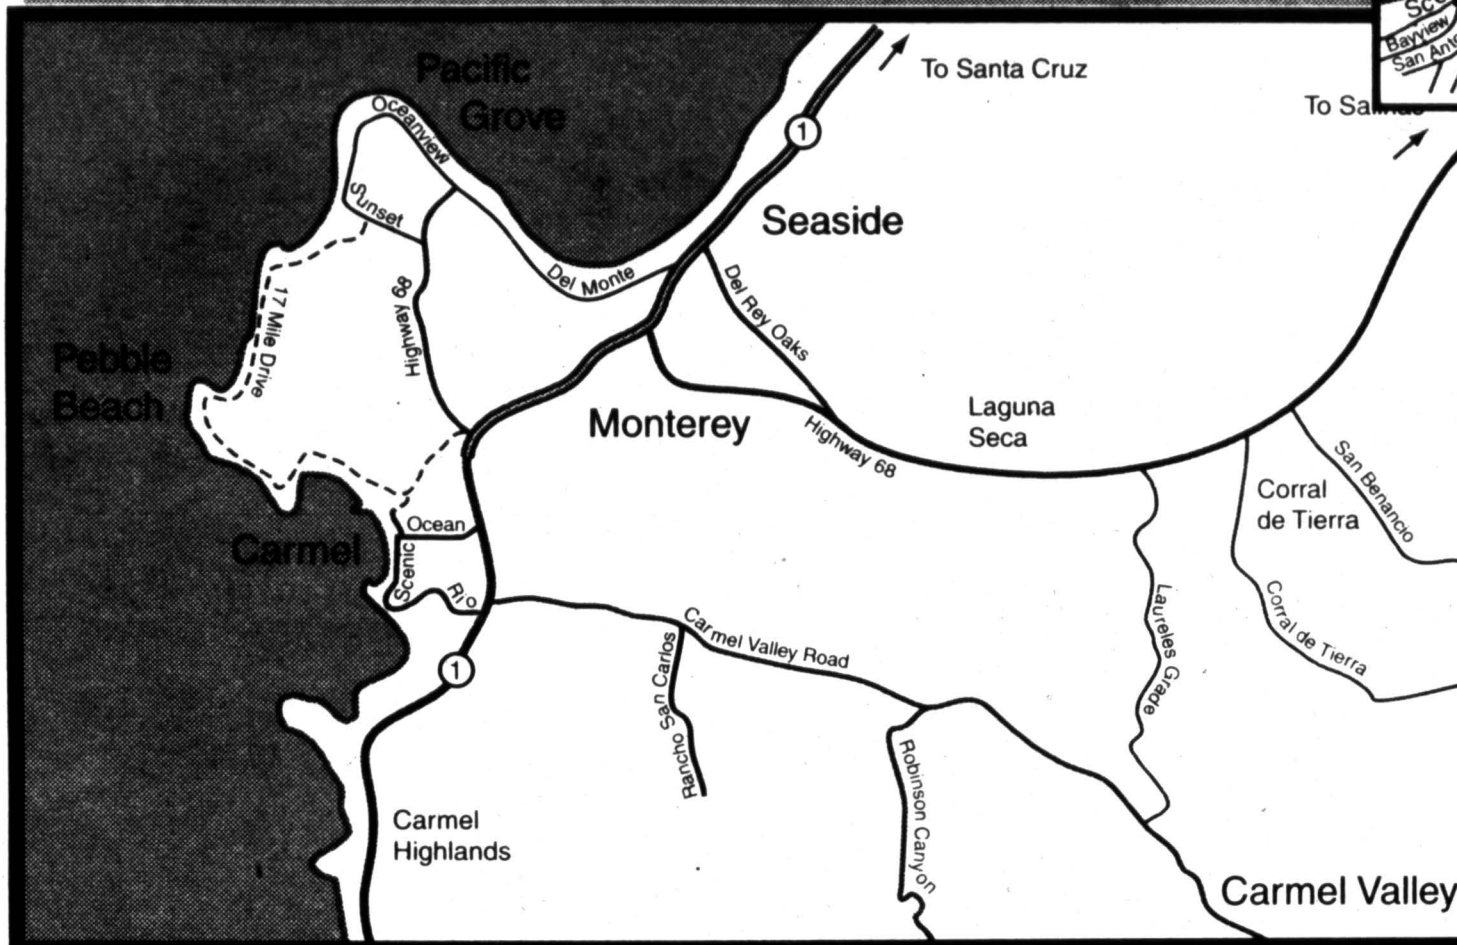 Bayview
To Santa Cruz
To Salinas
Pacific
Grove
Oceanview
1
Sunset
Seaside
Del Monte
Del Rey Oaks
17 Mile Drive
Highway 68
Pebble
Beach
Monterey
Highway 68
Laguna
Seca
San Benancio
Corral
de Tierra
Ocean
Carmel
Scenic
Rio
Carmel Valley Road
Rancho San Carlos
Laureles Grade
Corral de Tierra
1
Robinson Canyon
Carmel
Highlands
Carmel Valley